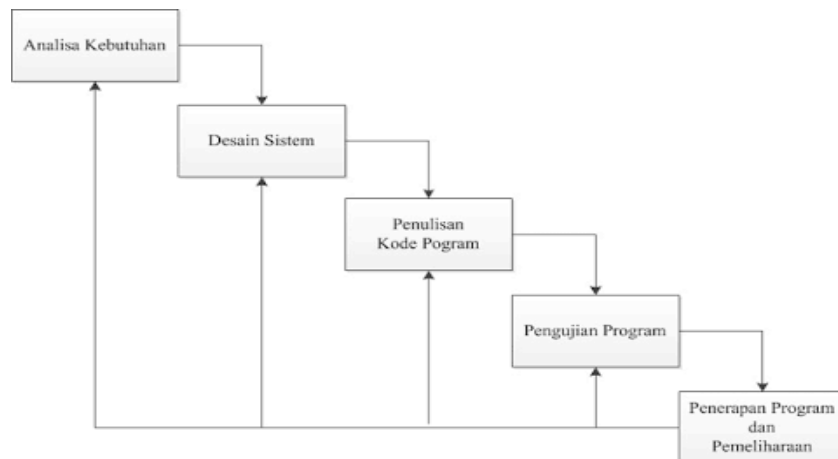 Analisa Kebutuhan
Desain Sistem
Penulisan
Kode Pogram
Pengujian Program
Penerapan Program
dan
Pemeliharaan